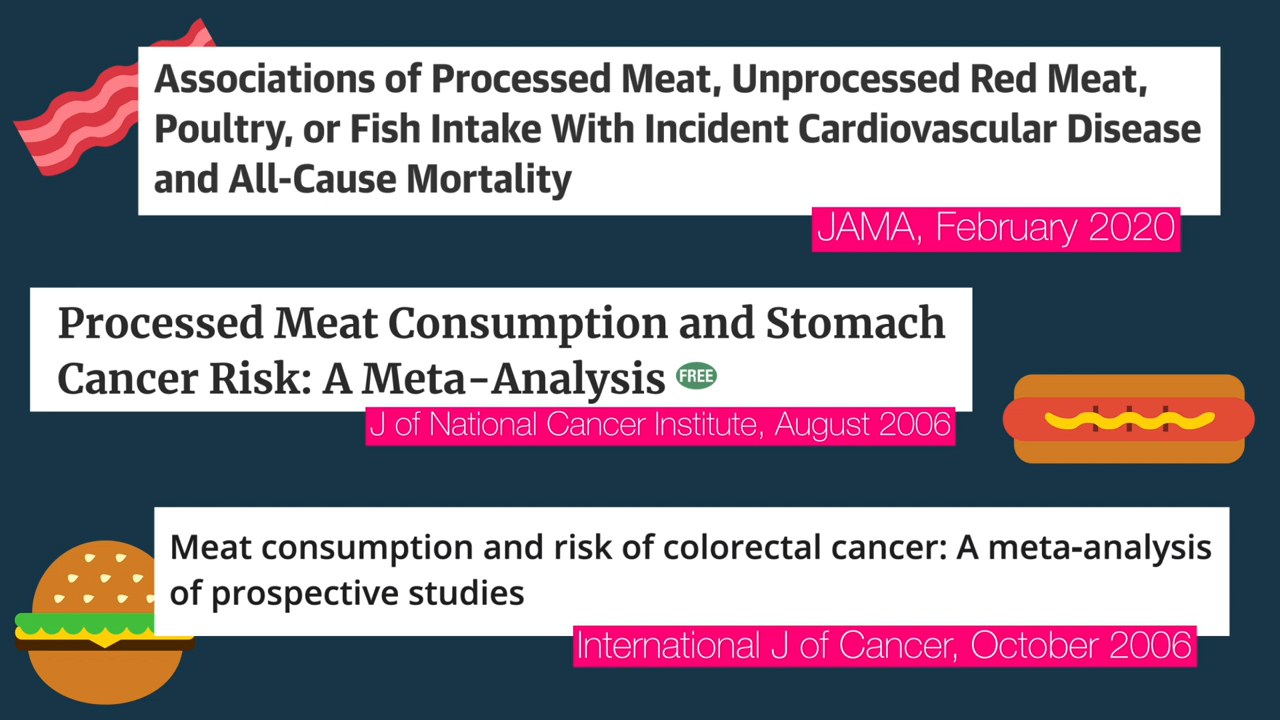 Associations of Processed Meat, Unprocessed Red Meat,
Poultry, or Fish Intake With Incident Cardiovascular Disease
and All-Cause Mortality
JAMA, February 2020
Processed Meat Consumption and Stomach
Cancer Risk: A Meta-Analysis FREE
J of National Cancer Institute, August 2006
Meat consumption and risk of colorectal cancer: A meta-analysis
of prospective studies
International J of Cancer, October 2006